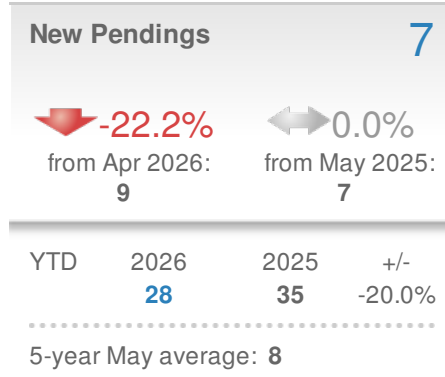 New Pendings 7
-22.2% 0.0%
from Apr 2026: from May 2025:
9 7
YTD 2026 2025 +/-
28 35 -20.0%
5-year May average: 8